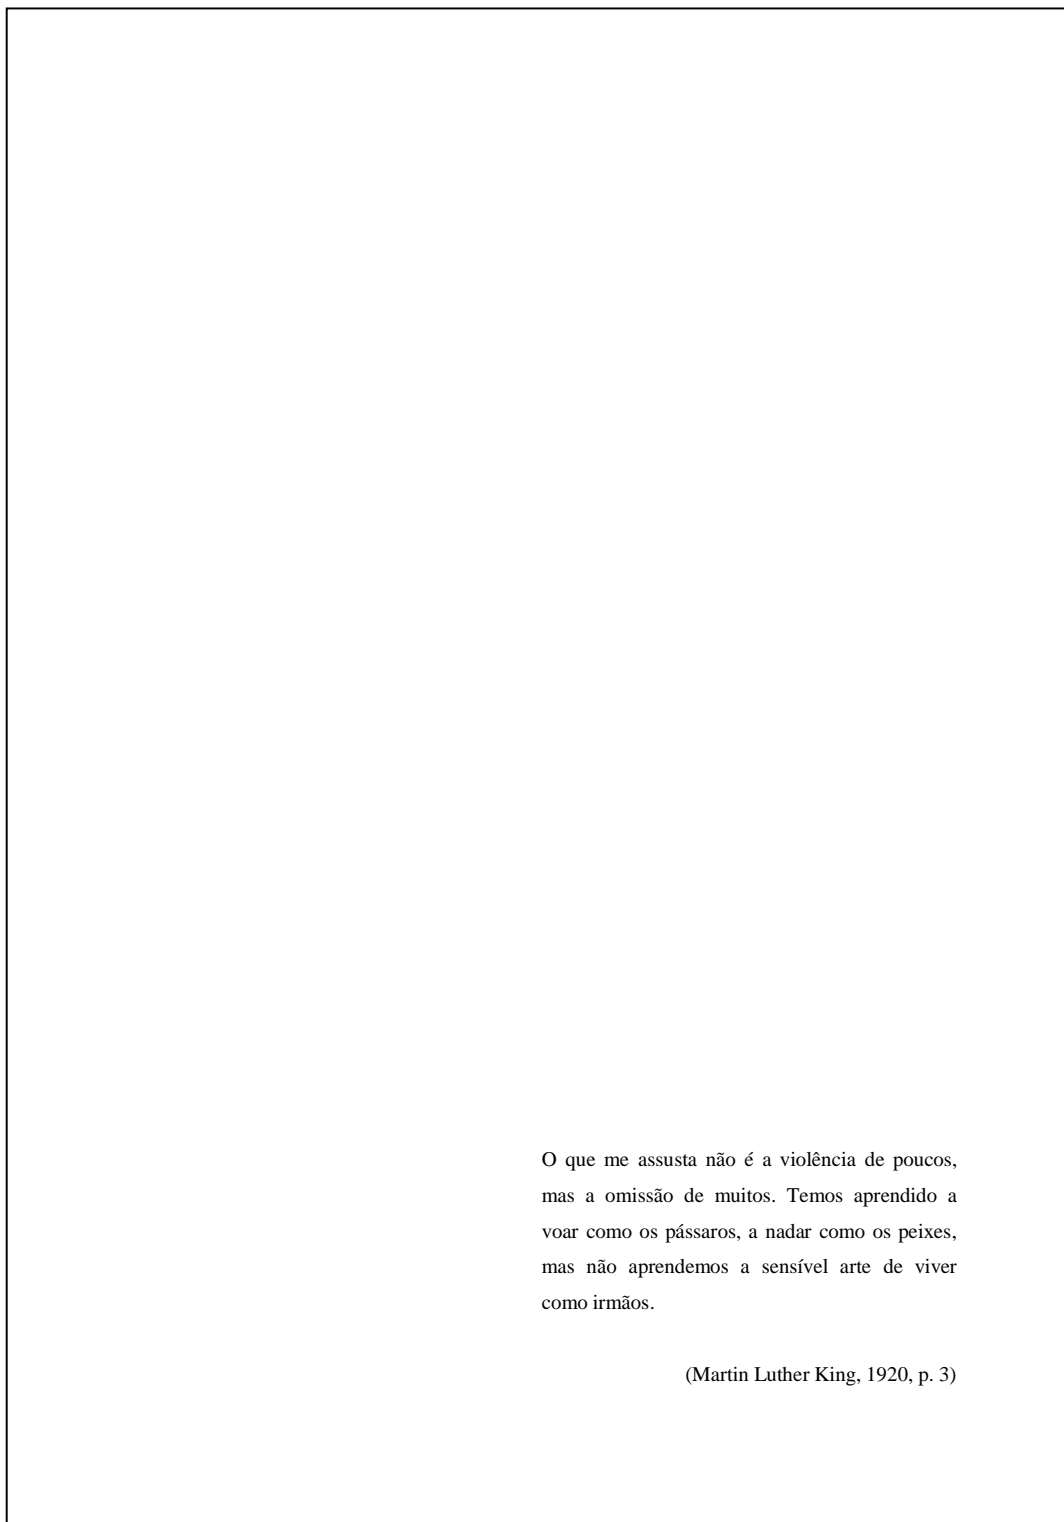 O que me assusta não é a violência de poucos,
mas a omissão de muitos. Temos aprendido a
voar como os pássaros, a nadar como os peixes,
mas não aprendemos a sensível arte de viver
como irmãos.
(Martin Luther King, 1920, p. 3)